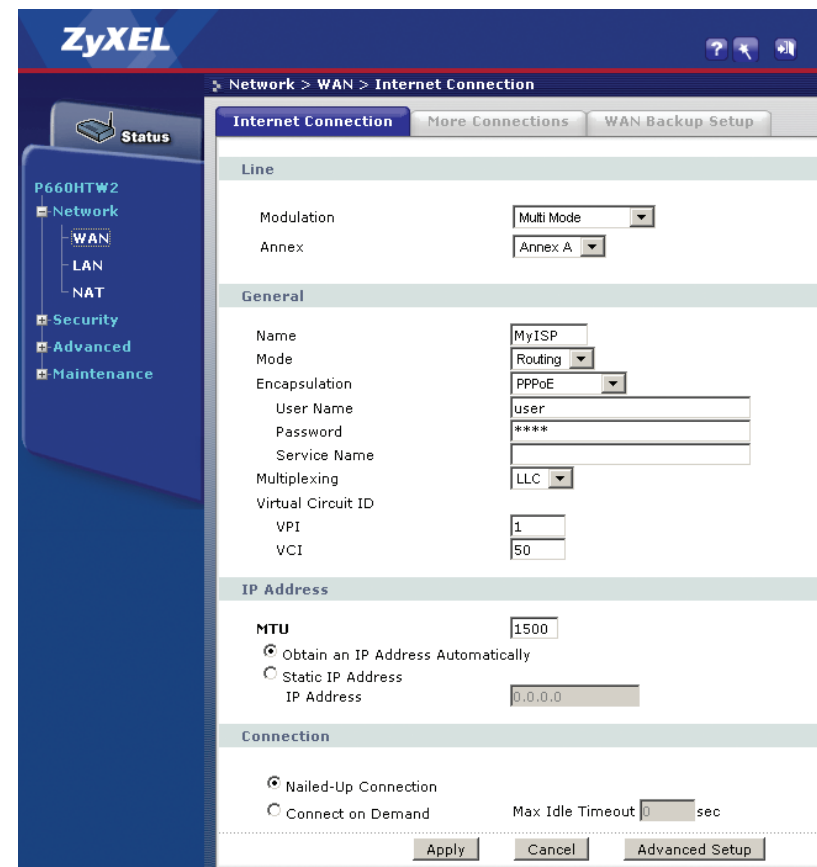 ZyXEL
?
Network > WAN > Internet Connection
Status
Internet Connection More Connections WAN Backup Setup
P660HTW2
Network
WAN
LAN
NAT
Security
Advanced
Maintenance
Line
Modulation Multi Mode
Annex Annex A
General
Name MyISP
Mode Routing
Encapsulation PPPoE
User Name user
Password ****
Service Name
Multiplexing LLC
Virtual Circuit ID
VPI 1
VCI 50
IP Address
MTU 1500
Obtain an IP Address Automatically
Static IP Address
IP Address 0.0.0.0
Connection
Nailed-Up Connection
Connect on Demand Max Idle Timeout 0 sec
Apply Cancel Advanced Setup